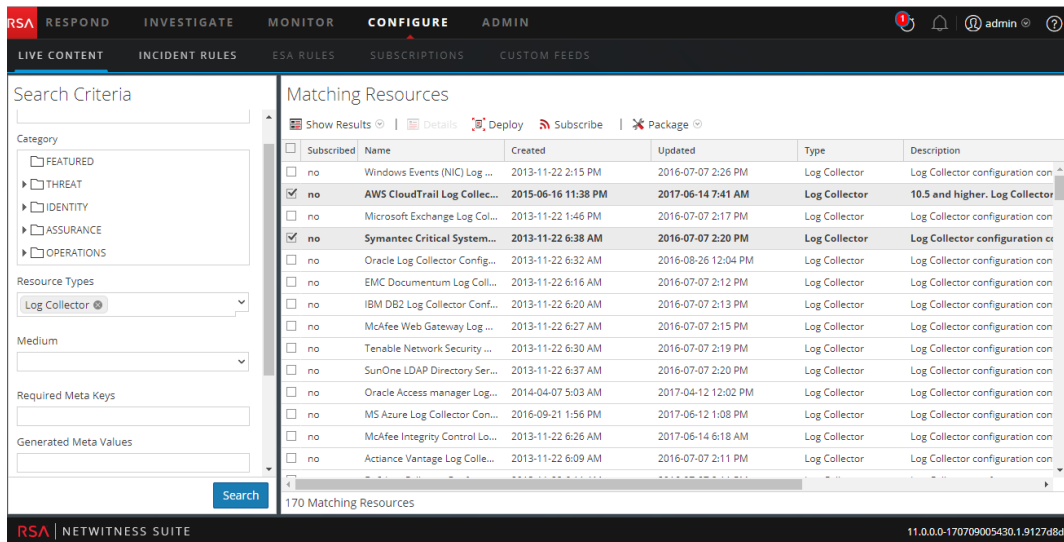 RSA RESPOND INVESTIGATE MONITOR CONFIGURE ADMIN 1 admin
LIVE CONTENT INCIDENT RULES ESA RULES SUBSCRIPTIONS CUSTOM FEEDS
Search Criteria
Category
FEATURED
THREAT
IDENTITY
ASSURANCE
OPERATIONS
Resource Types
Log Collector
Medium
Required Meta Keys
Generated Meta Values
Search
Matching Resources
Show Results | Details Deploy Subscribe | Package
Subscribed Name Created Updated Type Description
no Windows Events (NIC) Log ... 2013-11-22 2:15 PM 2016-07-07 2:26 PM Log Collector Log Collector configuration con
no AWS CloudTrail Log Collec... 2015-06-16 11:38 PM 2017-06-14 7:41 AM Log Collector 10.5 and higher. Log Collector
no Microsoft Exchange Log Col... 2013-11-22 1:46 PM 2016-07-07 2:17 PM Log Collector Log Collector configuration con
no Symantec Critical System... 2013-11-22 6:38 AM 2016-07-07 2:20 PM Log Collector Log Collector configuration co
no Oracle Log Collector Config... 2013-11-22 6:32 AM 2016-08-26 12:04 PM Log Collector Log Collector configuration con
no EMC Documentum Log Coll... 2013-11-22 6:16 AM 2016-07-07 2:12 PM Log Collector Log Collector configuration con
no IBM DB2 Log Collector Conf... 2013-11-22 6:20 AM 2016-07-07 2:13 PM Log Collector Log Collector configuration con
no McAfee Web Gateway Log ... 2013-11-22 6:27 AM 2016-07-07 2:15 PM Log Collector Log Collector configuration con
no Tenable Network Security ... 2013-11-22 6:30 AM 2016-07-07 2:19 PM Log Collector Log Collector configuration con
no SunOne LDAP Directory Ser... 2013-11-22 6:37 AM 2016-07-07 2:20 PM Log Collector Log Collector configuration con
no Oracle Access manager Log... 2014-04-07 5:03 AM 2017-04-12 12:02 PM Log Collector Log Collector configuration con
no MS Azure Log Collector Con... 2016-09-21 1:56 PM 2017-06-12 1:08 PM Log Collector Log Collector configuration con
no McAfee Integrity Control Lo... 2013-11-22 6:26 AM 2017-06-14 6:18 AM Log Collector Log Collector configuration con
no Actiance Vantage Log Colle... 2013-11-22 6:09 AM 2016-07-07 2:11 PM Log Collector Log Collector configuration con
170 Matching Resources
RSA | NETWITNESS SUITE 11.0.0.0-170709005430.1.9127d8d